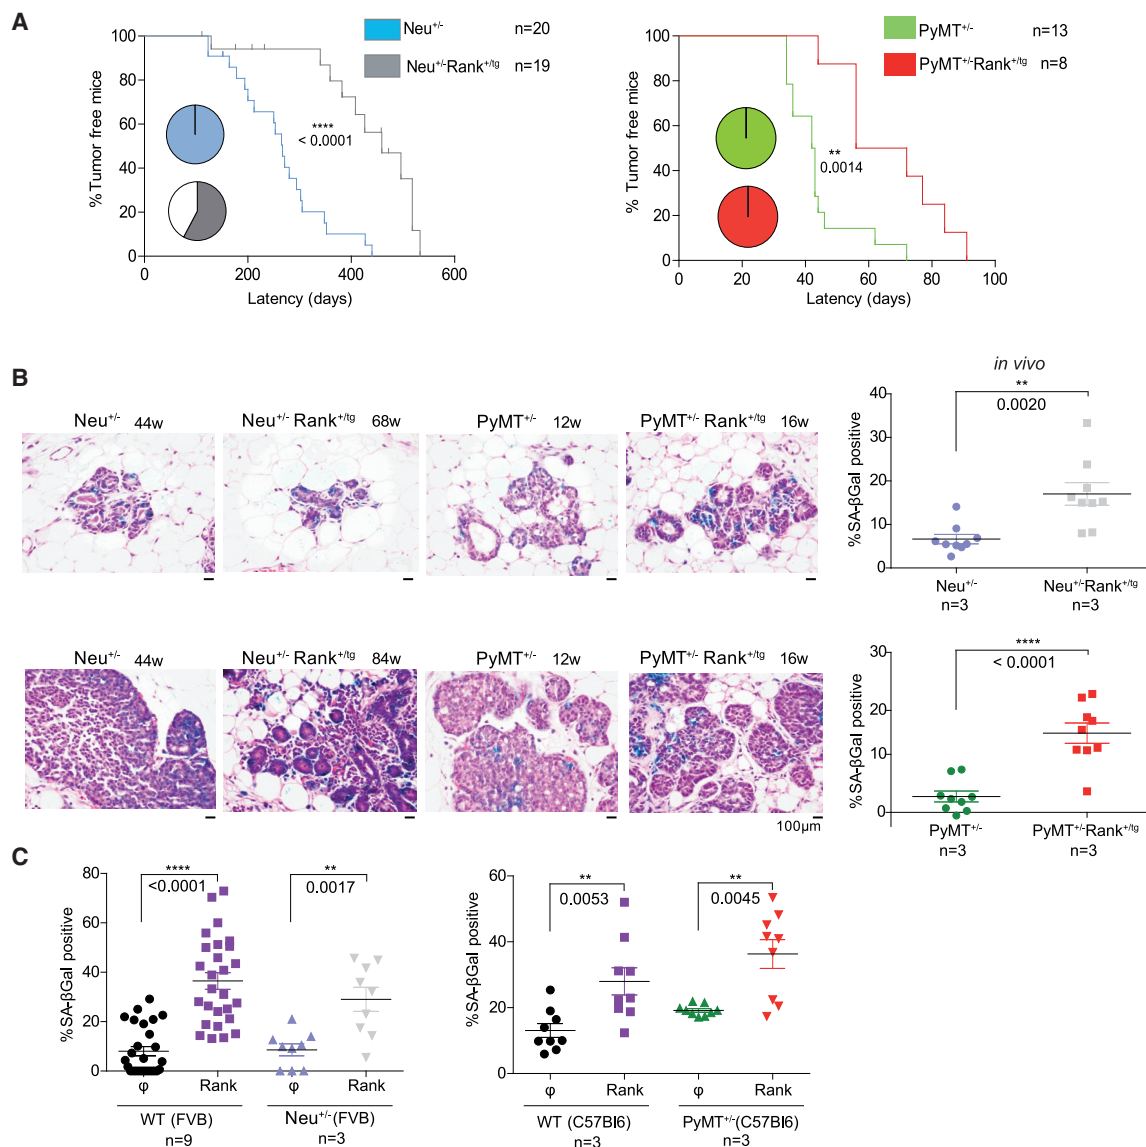 A
Neu+/- n=20
Neu+/-Rank+/tg n=19
% Tumor free mice
100
80
60
40
20
0
****
< 0.0001
0 200 400 600
Latency (days)
PyMT+/- n=13
PyMT+/-Rank+/tg n=8
% Tumor free mice
100
80
60
40
20
0
**
0.0014
0 20 40 60 80 100
Latency (days)
B
Neu+/- 44w
Neu+/- Rank+/tg 68w
PyMT+/- 12w
PyMT+/- Rank+/tg 16w
Neu+/- 44w
Neu+/- Rank+/tg 84w
PyMT+/- 12w
PyMT+/- Rank+/tg 16w
100µm
in vivo
**
0.0020
%SA-βGal positive
40
30
20
10
0
Neu+/- Neu+/-Rank+/tg
n=3 n=3
****
< 0.0001
%SA-βGal positive
30
20
10
0
PyMT+/- PyMT+/-Rank+/tg
n=3 n=3
C
%SA-βGal positive
80
60
40
20
0
****
<0.0001
**
0.0017
φ Rank φ Rank
WT (FVB) Neu+/-(FVB)
n=9 n=3
%SA-βGal positive
60
40
20
0
**
0.0053
**
0.0045
φ Rank φ Rank
WT (C57Bl6) PyMT+/-(C57Bl6)
n=3 n=3